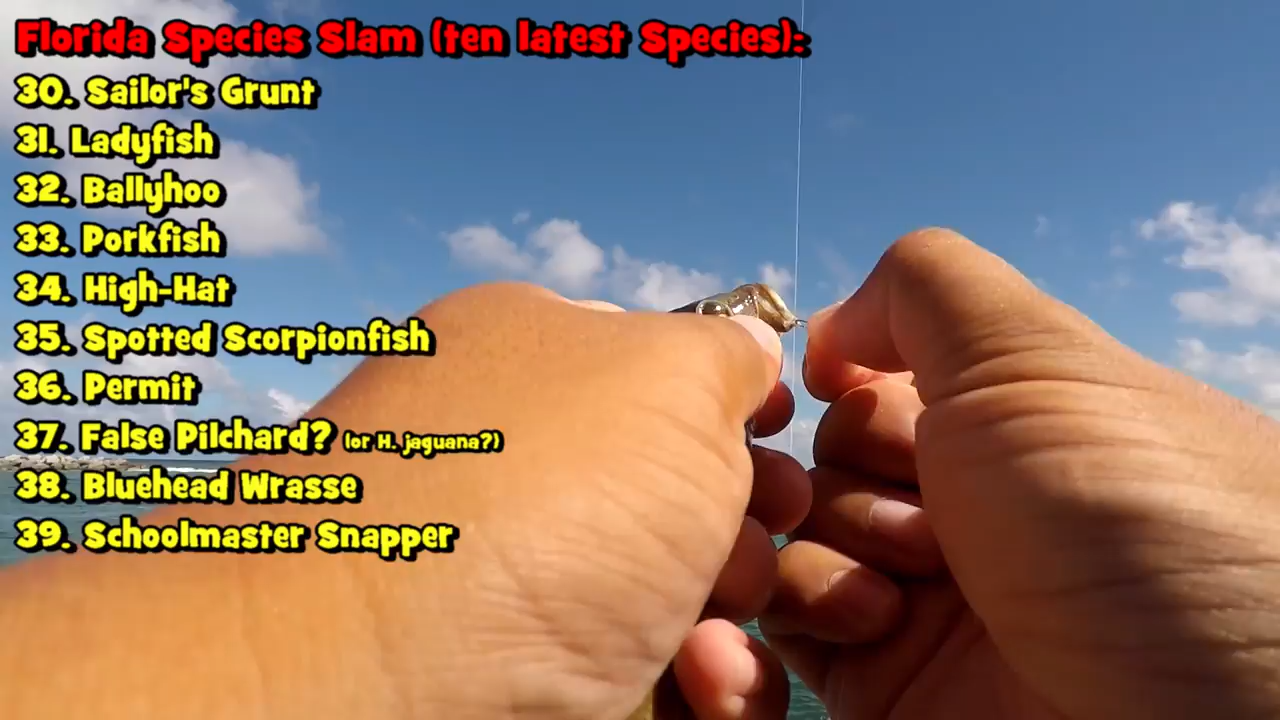 Florida Species Slam (ten latest Species):
30. Sailor's Grunt
31. Ladyfish
32. Ballyhoo
33. Porkfish
34. High-Hat
35. Spotted Scorpionfish
36. Permit
37. False Pilchard? (or H. jaguana?)
38. Bluehead Wrasse
39. Schoolmaster Snapper